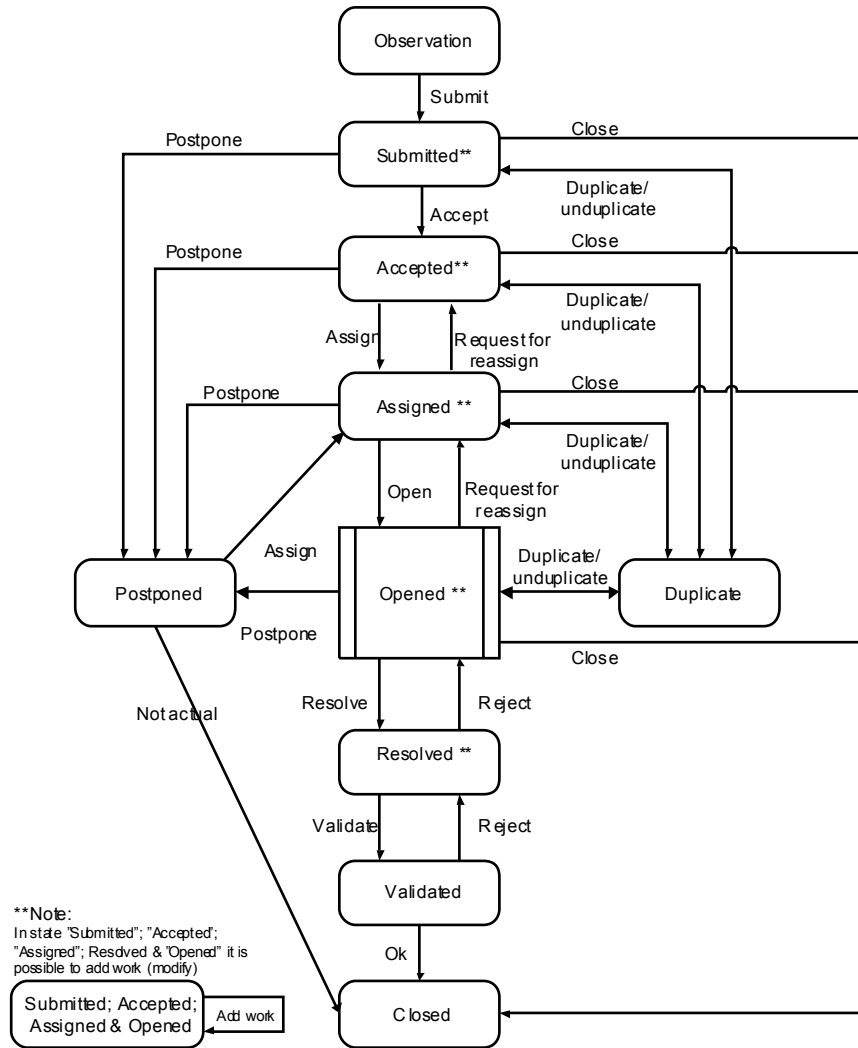 Observation
Submit
Postpone
Close
Submitted**
Duplicate/
unduplicate
Accept
Postpone
Close
Accepted**
Duplicate/
unduplicate
Assign
Request for
reassign
Postpone
Close
Assigned **
Duplicate/
unduplicate
Open
Request for
reassign
Assign
Duplicate/
unduplicate
Postponed
Opened **
Duplicate
Postpone
Close
Resolve
Reject
Not actual
Resolved **
Validate
Reject
Validated
**Note:
In state "Submitted"; "Accepted";
"Assigned"; Resolved & "Opened" it is
possible to add work (modify)
Ok
Submitted; Accepted;
Assigned & Opened
Add work
Closed